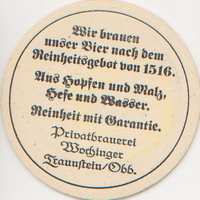 Wir brauen
unser Bier nach dem
Reinheitsgebot von 1516.
Aus Hopfen und Malz,
Hefe und Wasser.
Reinheit mit Garantie.
Privatbrauerei
Wochinger
Traunstein/Obb.